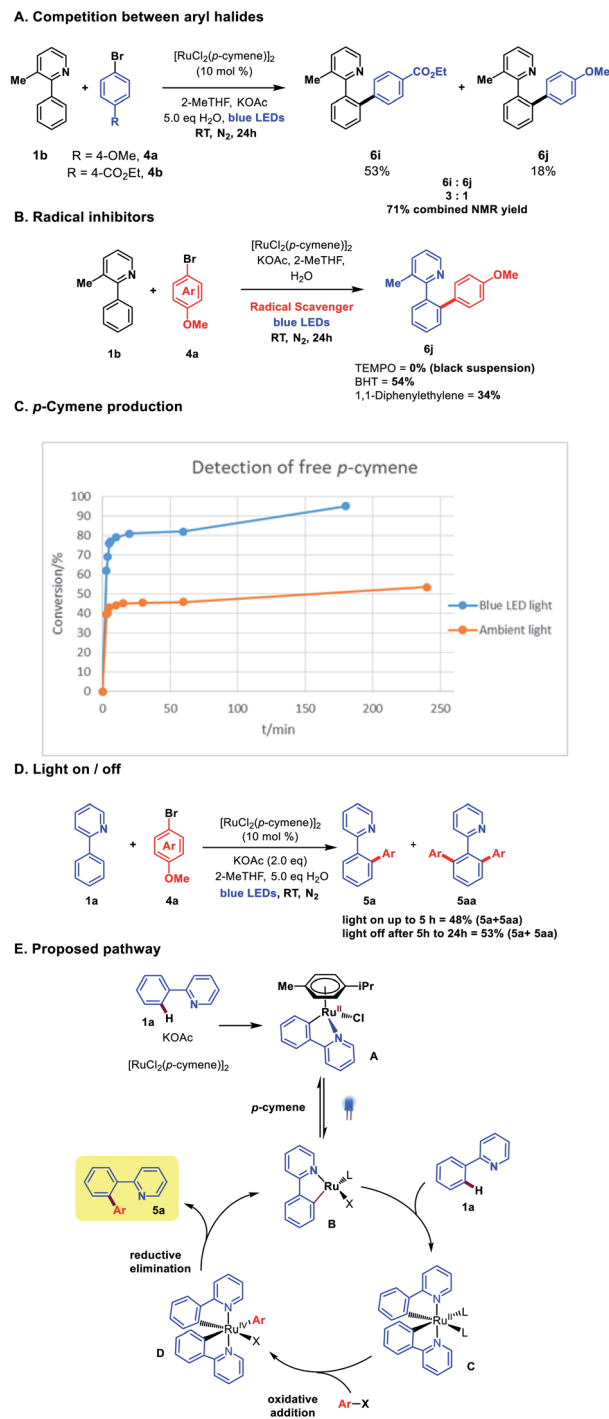 A. Competition between aryl halides
Me
N
+
Br
R
[RuCl2(p-cymene)]2
(10 mol %)
2-MeTHF, KOAc
5.0 eq H2O, blue LEDs
RT, N2, 24h
Me
N
CO2Et
+
Me
N
OMe
1b
R = 4-OMe, 4a
R = 4-CO2Et, 4b
6i
53%
6j
18%
6i : 6j
3 : 1
71% combined NMR yield
B. Radical inhibitors
Me
N
+
Br
Ar
OMe
[RuCl2(p-cymene)]2
KOAc, 2-MeTHF,
H2O
Radical Scavenger
blue LEDs
RT, N2, 24h
Me
N
OMe
1b
4a
6j
TEMPO = 0% (black suspension)
BHT = 54%
1,1-Diphenylethylene = 34%
C. p-Cymene production
Detection of free p-cymene
Conversion/%
100
90
80
70
60
50
40
30
20
10
0
0 50 100 150 200 250
t/min
Blue LED light
Ambient light
D. Light on / off
N
+
Br
Ar
OMe
[RuCl2(p-cymene)]2
(10 mol %)
KOAc (2.0 eq)
2-MeTHF, 5.0 eq H2O
blue LEDs, RT, N2
N
Ar
+
N
Ar
Ar
1a
4a
5a
5aa
light on up to 5 h = 48% (5a+5aa)
light off after 5h to 24h = 53% (5a+ 5aa)
E. Proposed pathway
N
H
1a
KOAc
[RuCl2(p-cymene)]2
Me
iPr
RuII
Cl
N
A
p-cymene
N
Ar
5a
N
Ru
L
X
B
N
H
1a
reductive
elimination
N
RuIV
Ar
X
N
D
N
RuII
L
L
N
C
oxidative
addition
Ar–X